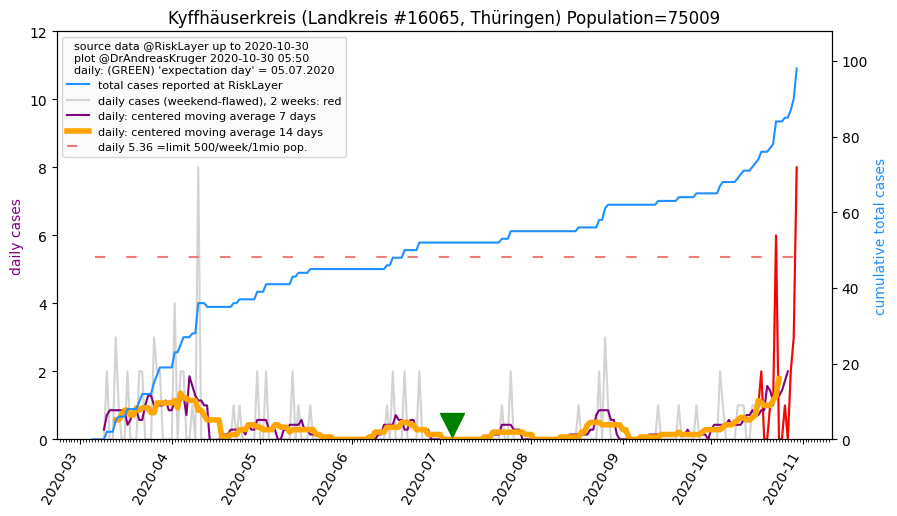 Kyffhäuserkreis (Landkreis #16065, Thüringen) Population=75009
source data @RiskLayer up to 2020-10-30
plot @DrAndreasKruger 2020-10-30 05:50
daily: (GREEN) 'expectation day' = 05.07.2020
total cases reported at RiskLayer
daily cases (weekend-flawed), 2 weeks: red
daily: centered moving average 7 days
daily: centered moving average 14 days
daily 5.36 =limit 500/week/1mio pop.
daily cases
12
10
8
6
4
2
0
cumulative total cases
100
80
60
40
20
0
2020-03
2020-04
2020-05
2020-06
2020-07
2020-08
2020-09
2020-10
2020-11